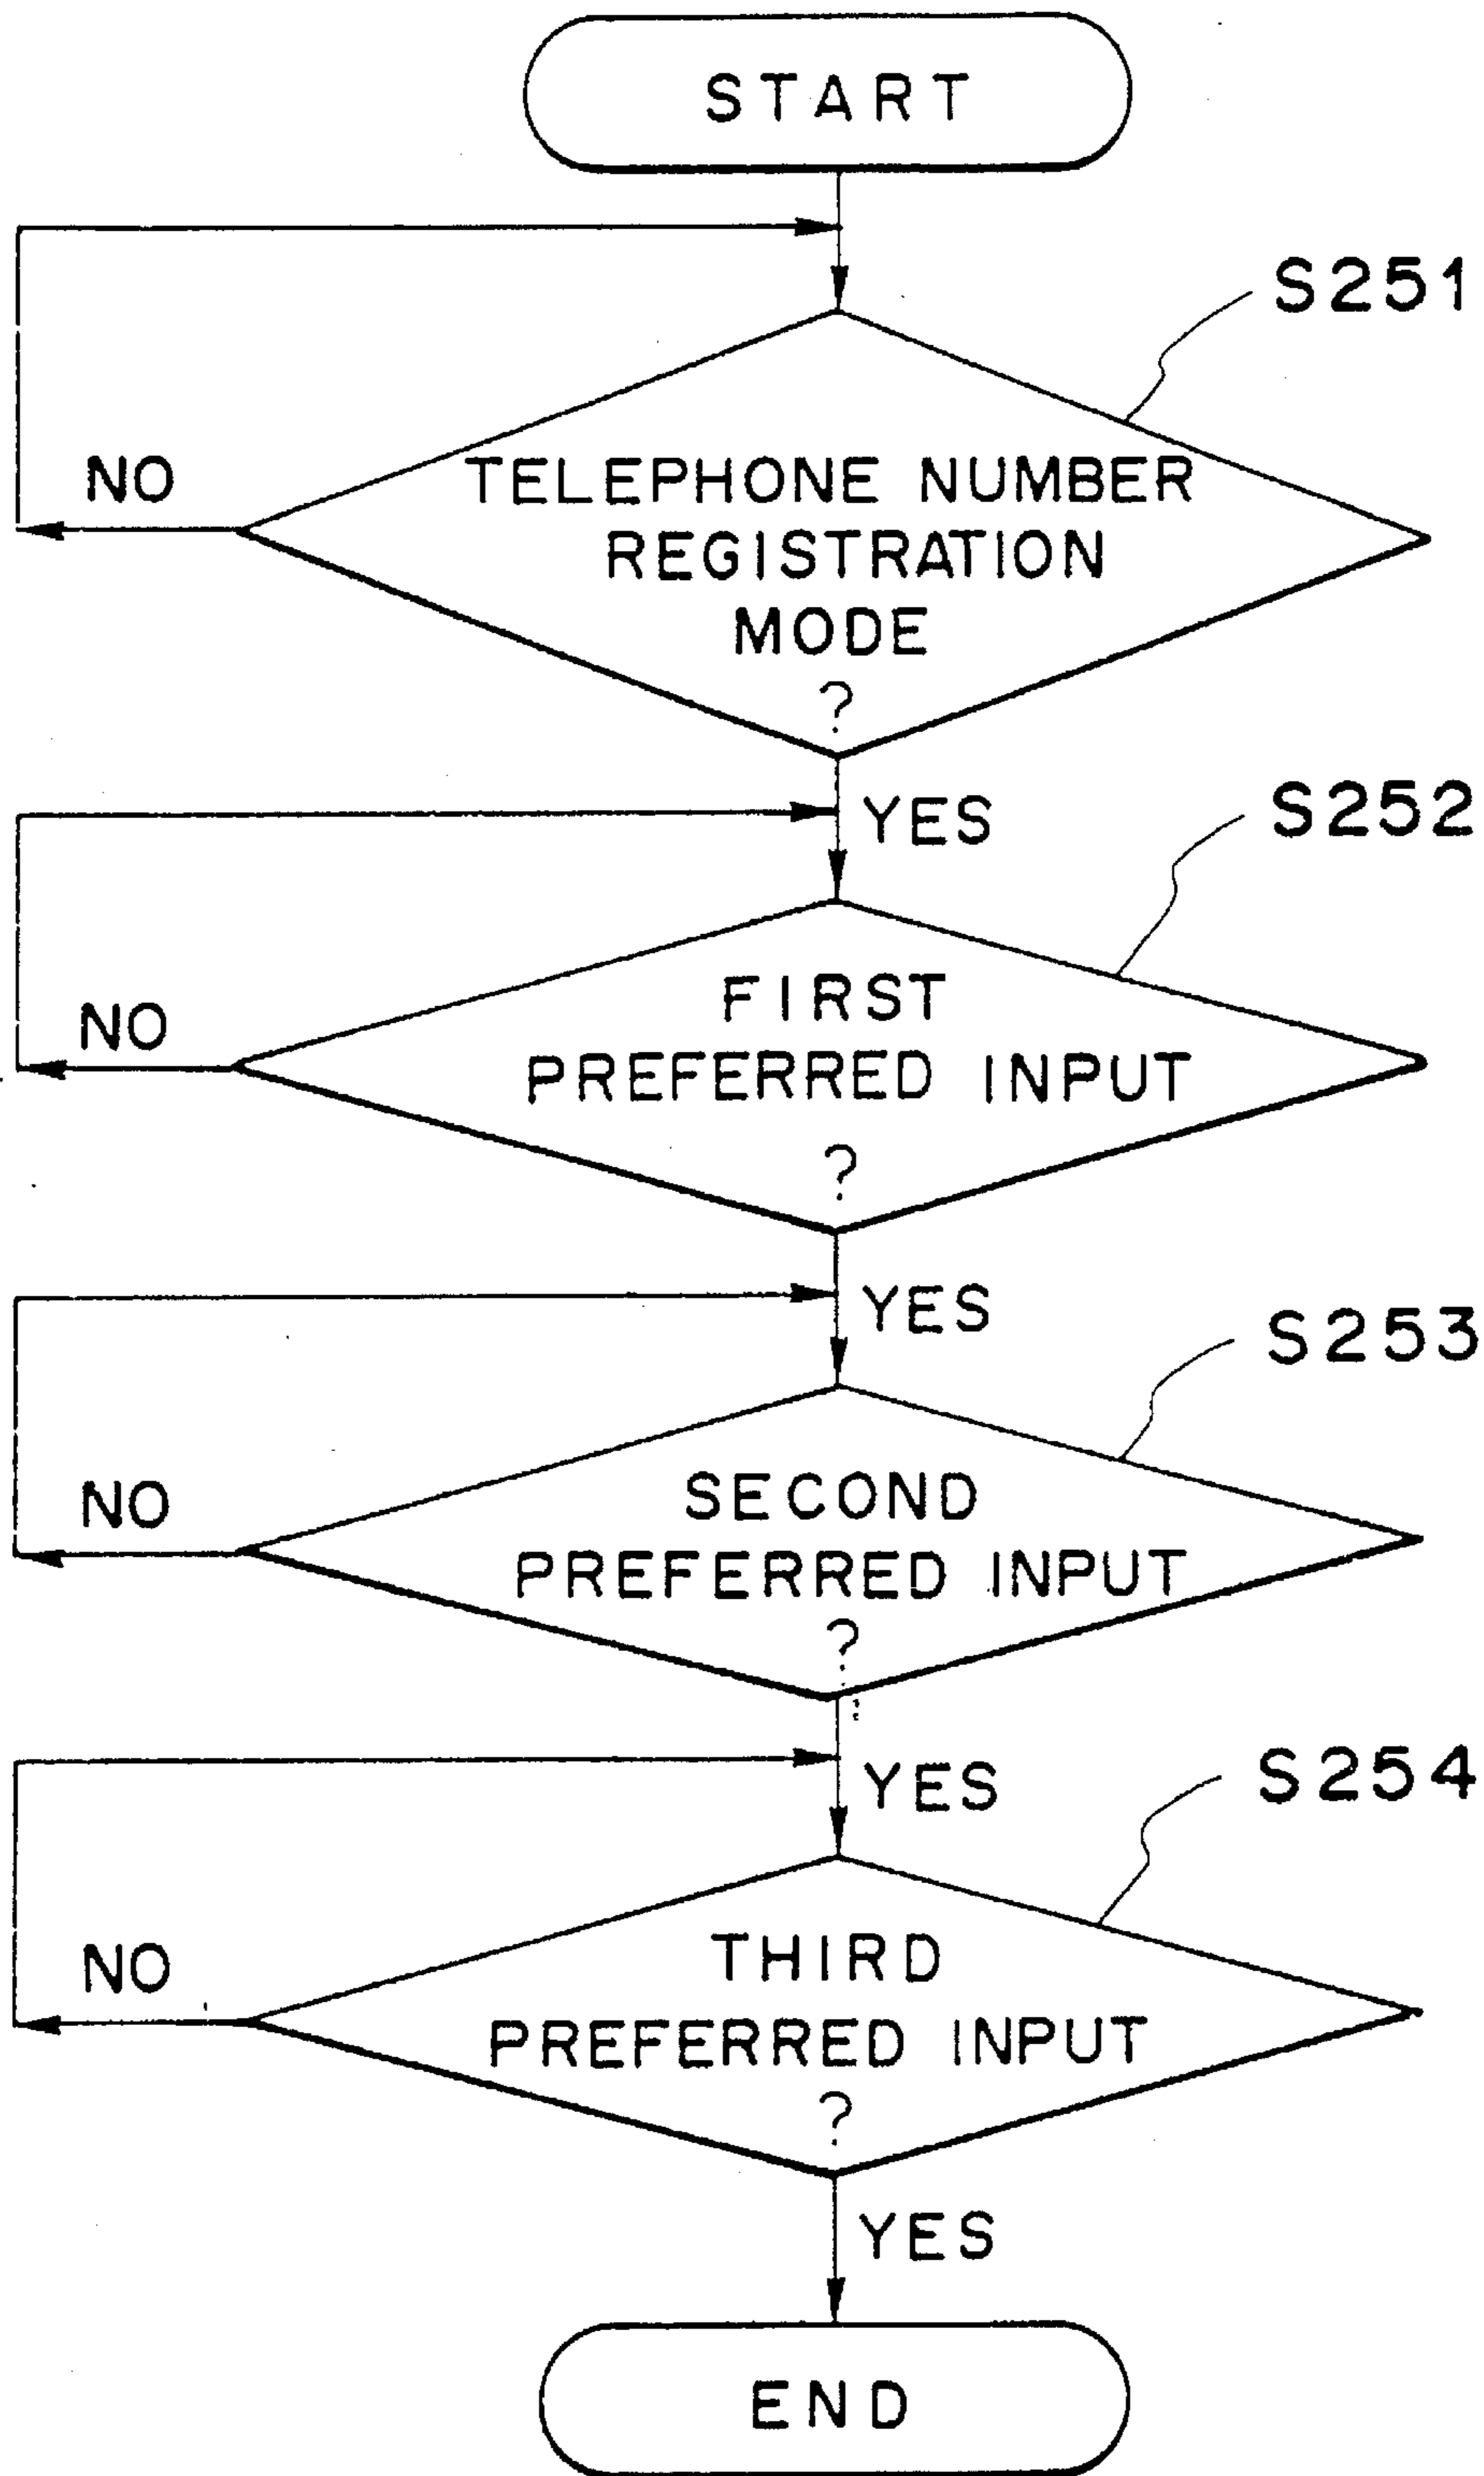 START
S251
NO
TELEPHONE NUMBER
REGISTRATION
MODE
?
YES
S252
NO
FIRST
PREFERRED INPUT
?
YES
S253
NO
SECOND
PREFERRED INPUT
?
YES
S254
NO
THIRD
PREFERRED INPUT
?
YES
END